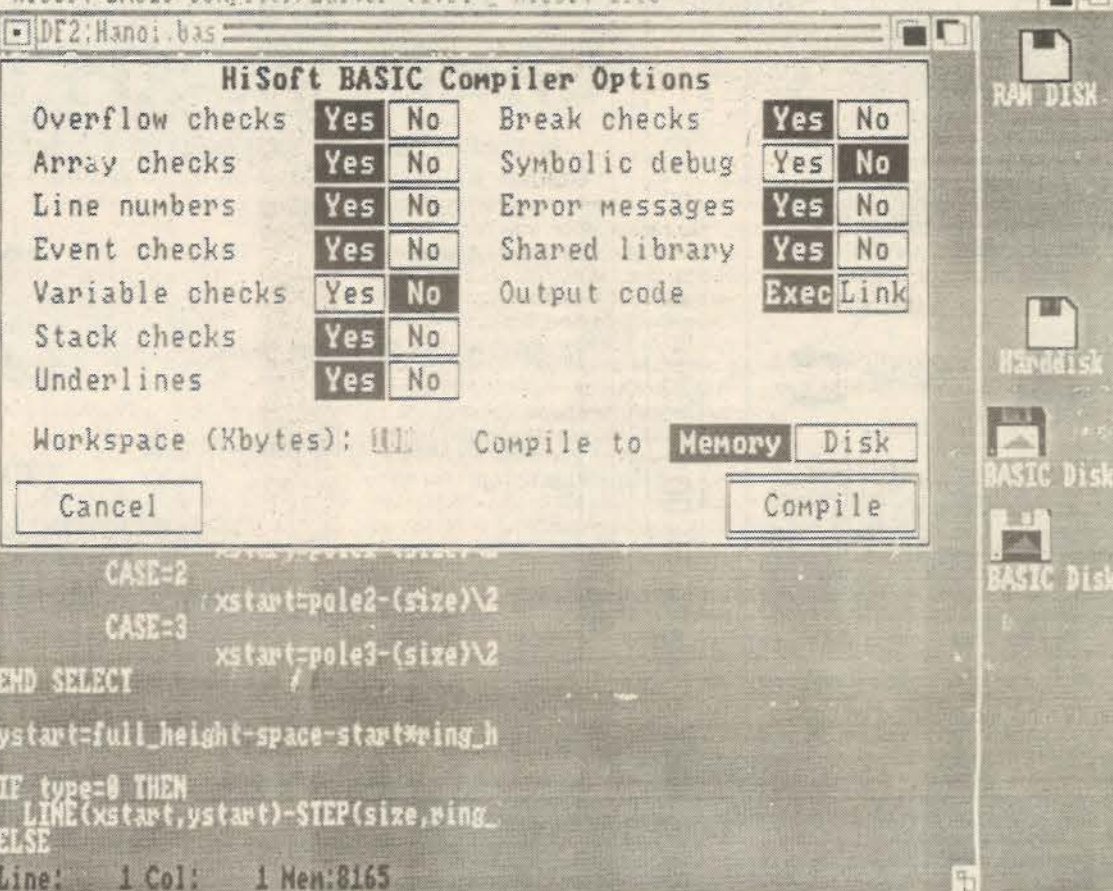 DF2:Hanoi.bas
HiSoft BASIC Compiler Options
Overflow checks Yes No Break checks Yes No
Array checks Yes No Symbolic debug Yes No
Line numbers Yes No Error messages Yes No
Event checks Yes No Shared library Yes No
Variable checks Yes No Output code Exec Link
Stack checks Yes No
Underlines Yes No
Workspace (Kbytes): Compile to Memory Disk
Cancel Compile
CASE=2
xstart=pole2-(size)\2
CASE=3
xstart=pole3-(size)\2
END SELECT
ystart=full_height-space-start*ring_h
IF type=0 THEN
LINE(xstart,ystart)-STEP(size,ring_
ELSE
Line: 1 Col: 1 Mem:8165
RAM DISK
Harddisk
BASIC Disk
BASIC Disk